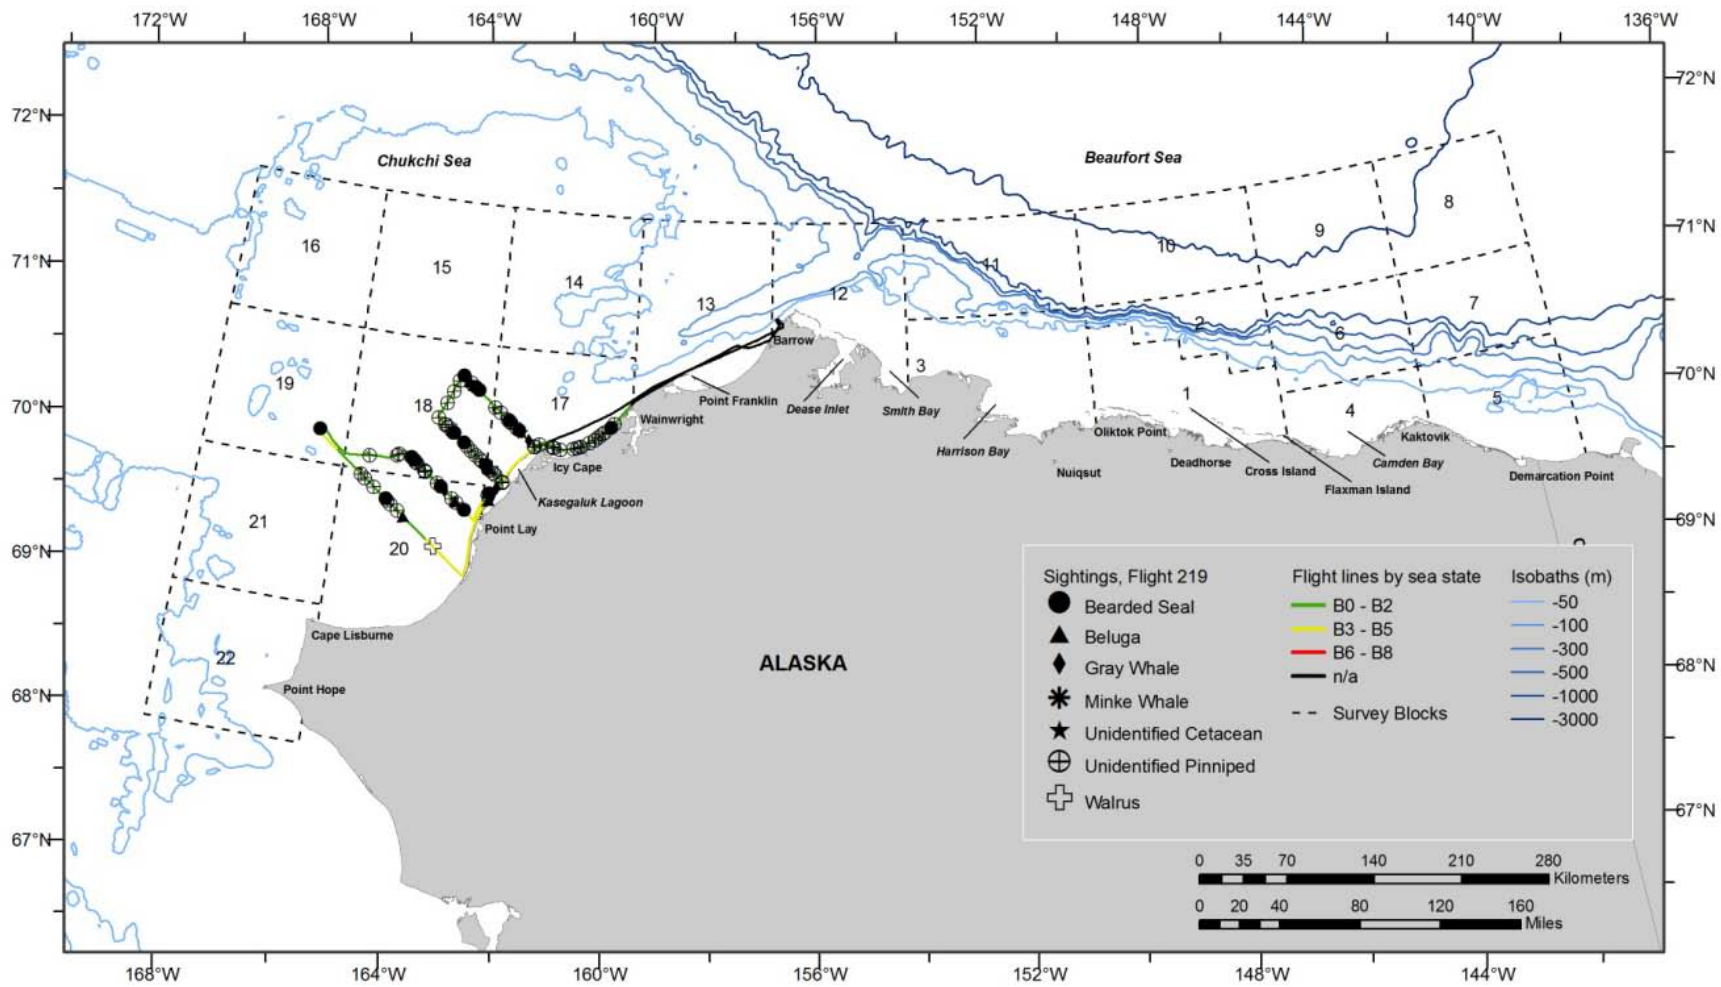 172°W 168°W 164°W 160°W 156°W 152°W 148°W 144°W 140°W 136°W
72°N 72°N
Chukchi Sea Beaufort Sea
8
9
71°N
16 10
15 11
71°N
14
13 12 7
2 6
Barrow
3
70°N
19 17 18 1 4 5
70°N
Point Franklin
Dease Inlet Smith Bay
Wainwright
Oliktok Point Kaktovik
Harrison Bay
Icy Cape Nuiqsut Deadhorse Cross Island Camden Bay
Demarcation Point
Flaxman Island
Kasegaluk Lagoon
21 Point Lay
69°N
20
69°N
Sightings, Flight 219
Bearded Seal
Beluga
Gray Whale
Minke Whale
Unidentified Cetacean
Unidentified Pinniped
Walrus
Flight lines by sea state
B0 - B2
B3 - B5
B6 - B8
n/a
Survey Blocks
Isobaths (m)
-50
-100
-300
-500
-1000
-3000
Cape Lisburne
22
ALASKA
68°N
Point Hope
68°N
67°N
67°N
0 35 70 140 210 280
Kilometers
0 20 40 80 120 160
Miles
168°W 164°W 160°W 156°W 152°W 148°W 144°W